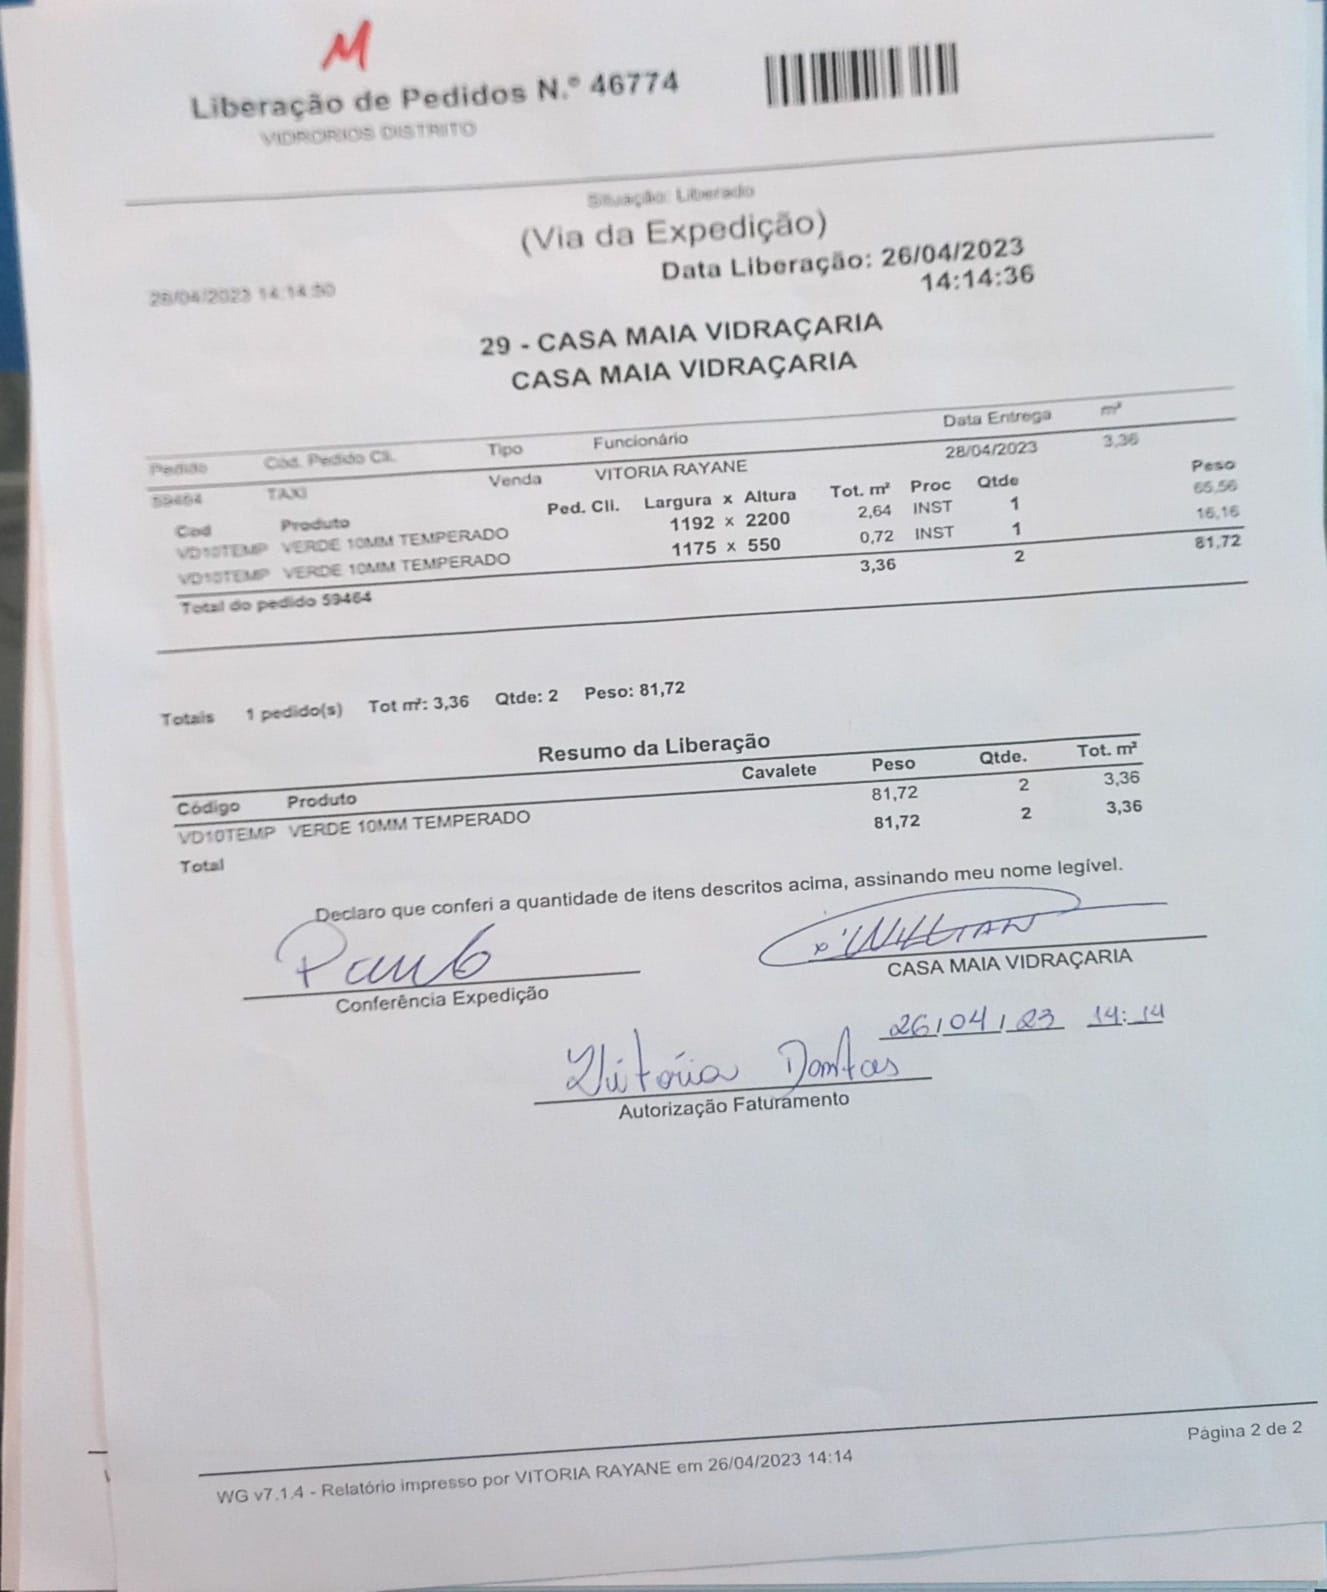 M
Liberação de Pedidos N.º 46774
VIDRORIOS DISTRITO
Situação: Liberado
(Via da Expedição)
Data Liberação: 26/04/2023
14:14:36
26/04/2023 14:14:50
29 - CASA MAIA VIDRAÇARIA
CASA MAIA VIDRAÇARIA
Pedido Cód. Pedido Cli. Tipo Funcionário Data Entrega m²
59464 TAXI Venda VITORIA RAYANE 28/04/2023 3,36
Cod Produto Ped. Cli. Largura x Altura Tot. m² Proc Qtde Peso
VD10TEMP VERDE 10MM TEMPERADO 1192 x 2200 2,64 INST 1 65,56
VD10TEMP VERDE 10MM TEMPERADO 1175 x 550 0,72 INST 1 16,16
Total do pedido 59464 3,36 2 81,72
Totais 1 pedido(s) Tot m²: 3,36 Qtde: 2 Peso: 81,72
Resumo da Liberação
Código Produto Cavalete Peso Qtde. Tot. m²
VD10TEMP VERDE 10MM TEMPERADO 81,72 2 3,36
Total 81,72 2 3,36
Declaro que conferi a quantidade de itens descritos acima, assinando meu nome legível.
Paulo x WILLIAN
Conferência Expedição CASA MAIA VIDRAÇARIA
26/04/23 14:14
Vitória Dantas
Autorização Faturamento
WG v7.1.4 - Relatório impresso por VITORIA RAYANE em 26/04/2023 14:14 Página 2 de 2